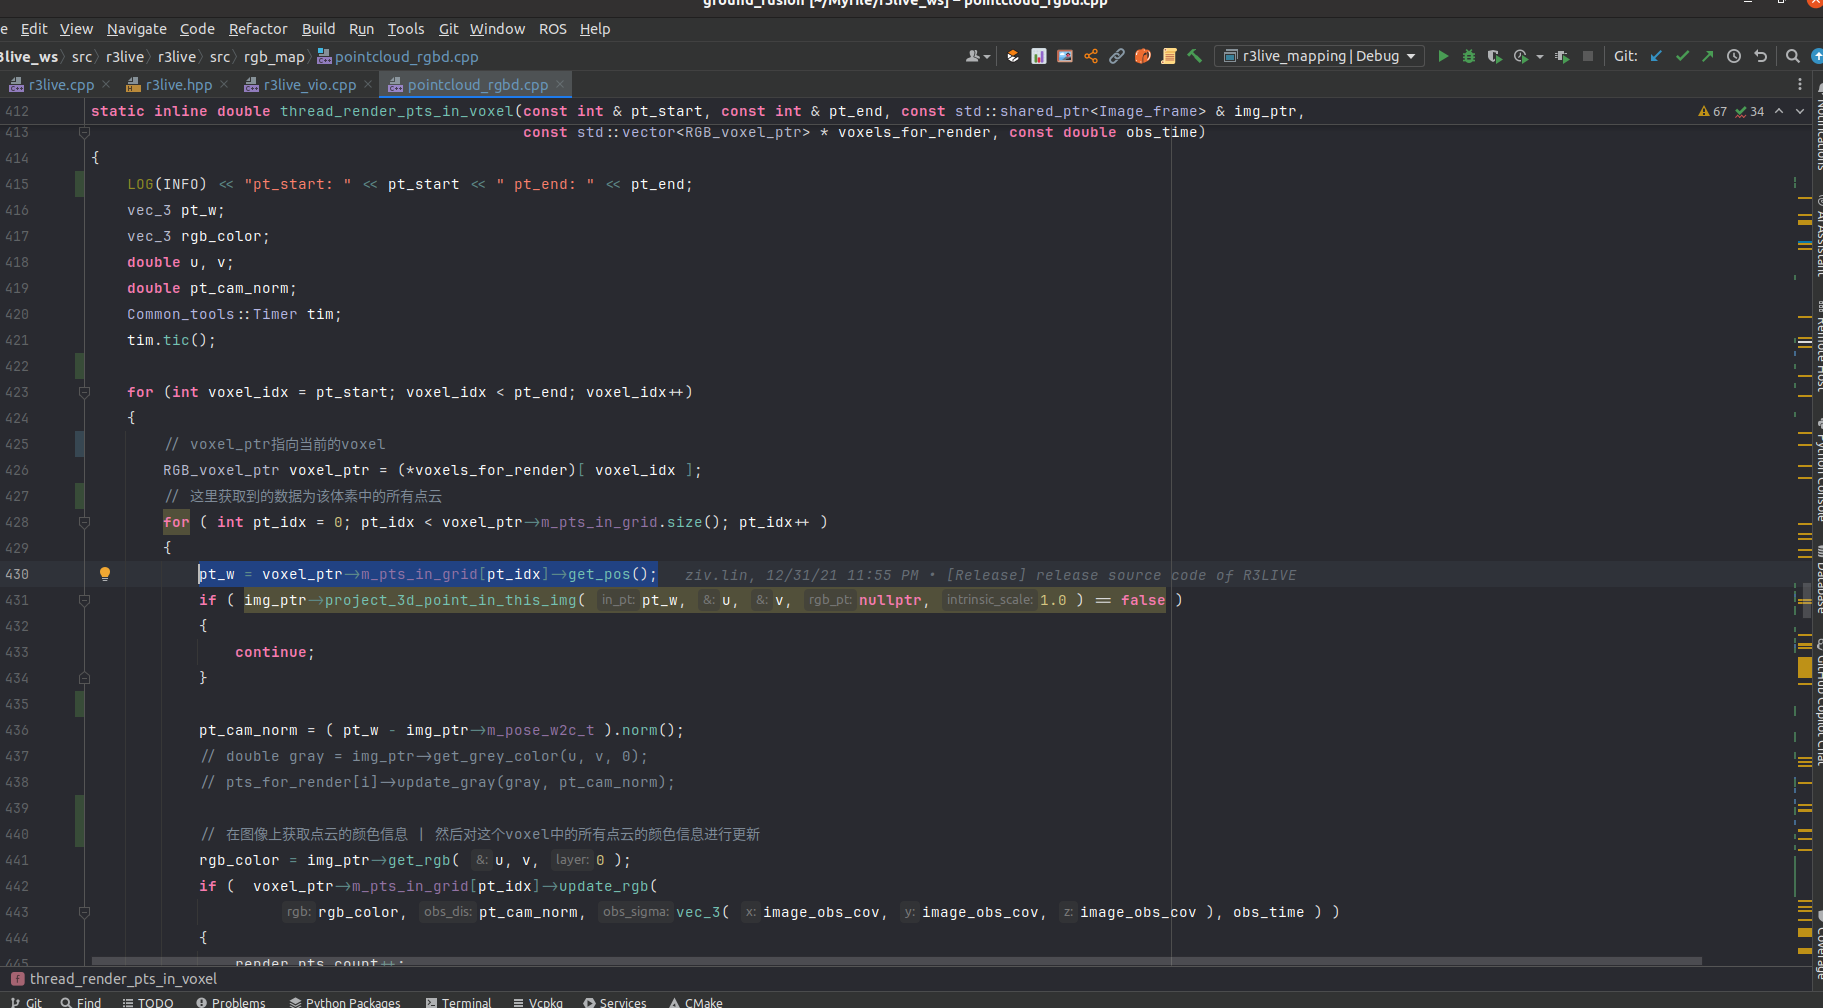 ground_fusion [~/Myfile/r3live_ws] – pointcloud_rgbd.cpp
e Edit View Navigate Code Refactor Build Run Tools Git Window ROS Help
3live_ws src r3live r3live src rgb_map pointcloud_rgbd.cpp r3live_mapping | Debug Git:
r3live.cpp r3live.hpp r3live_vio.cpp pointcloud_rgbd.cpp
412 static inline double thread_render_pts_in_voxel(const int & pt_start, const int & pt_end, const std::shared_ptr<Image_frame> & img_ptr, 67 34
413 const std::vector<RGB_voxel_ptr> * voxels_for_render, const double obs_time)
414 {
415 LOG(INFO) << "pt_start: " << pt_start << " pt_end: " << pt_end;
416 vec_3 pt_w;
417 vec_3 rgb_color;
418 double u, v;
419 double pt_cam_norm;
420 Common_tools::Timer tim;
421 tim.tic();
422
423 for (int voxel_idx = pt_start; voxel_idx < pt_end; voxel_idx++)
424 {
425 // voxel_ptr指向当前的voxel
426 RGB_voxel_ptr voxel_ptr = (*voxels_for_render)[ voxel_idx ];
427 // 这里获取到的数据为该体素中的所有点云
428 for ( int pt_idx = 0; pt_idx < voxel_ptr->m_pts_in_grid.size(); pt_idx++ )
429 {
430 pt_w = voxel_ptr->m_pts_in_grid[pt_idx]->get_pos(); ziv.lin, 12/31/21 11:55 PM • [Release] release source code of R3LIVE
431 if ( img_ptr->project_3d_point_in_this_img( in_pt: pt_w, &: u, &: v, rgb_pt: nullptr, intrinsic_scale: 1.0 ) == false )
432 {
433 continue;
434 }
435
436 pt_cam_norm = ( pt_w - img_ptr->m_pose_w2c_t ).norm();
437 // double gray = img_ptr->get_grey_color(u, v, 0);
438 // pts_for_render[i]->update_gray(gray, pt_cam_norm);
439
440 // 在图像上获取点云的颜色信息 | 然后对这个voxel中的所有点云的颜色信息进行更新
441 rgb_color = img_ptr->get_rgb( &: u, v, layer: 0 );
442 if (  voxel_ptr->m_pts_in_grid[pt_idx]->update_rgb(
443 rgb: rgb_color, obs_dis: pt_cam_norm, obs_sigma: vec_3( x: image_obs_cov, y: image_obs_cov, z: image_obs_cov ), obs_time ) )
444 {
445 render_pts_count++;
f thread_render_pts_in_voxel
Git Find TODO Problems Python Packages Terminal Vcpkg Services CMake
Notifications
AI Assistant
Remote Host
Python Console
Database
GitHub Copilot Chat
Coverage